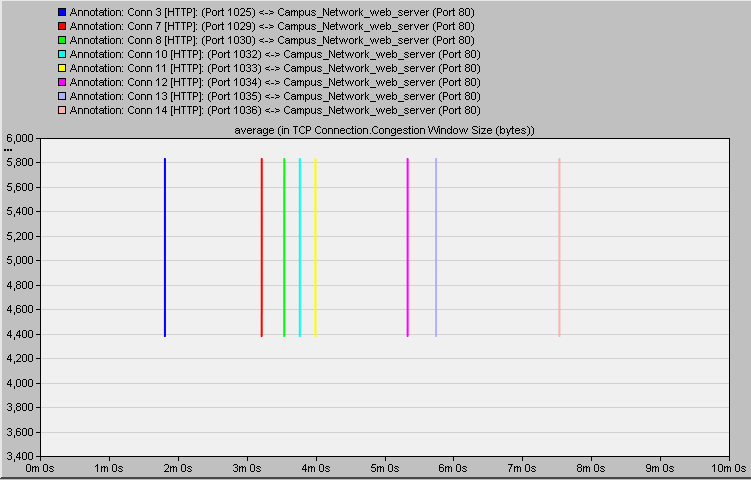 Annotation: Conn 3 [HTTP]: (Port 1025) <-> Campus_Network_web_server (Port 80)
Annotation: Conn 7 [HTTP]: (Port 1029) <-> Campus_Network_web_server (Port 80)
Annotation: Conn 8 [HTTP]: (Port 1030) <-> Campus_Network_web_server (Port 80)
Annotation: Conn 10 [HTTP]: (Port 1032) <-> Campus_Network_web_server (Port 80)
Annotation: Conn 11 [HTTP]: (Port 1033) <-> Campus_Network_web_server (Port 80)
Annotation: Conn 12 [HTTP]: (Port 1034) <-> Campus_Network_web_server (Port 80)
Annotation: Conn 13 [HTTP]: (Port 1035) <-> Campus_Network_web_server (Port 80)
Annotation: Conn 14 [HTTP]: (Port 1036) <-> Campus_Network_web_server (Port 80)
average (in TCP Connection.Congestion Window Size (bytes))
6,000
...
5,800
5,600
5,400
5,200
5,000
4,800
4,600
4,400
4,200
4,000
3,800
3,600
3,400
0m 0s 1m 0s 2m 0s 3m 0s 4m 0s 5m 0s 6m 0s 7m 0s 8m 0s 9m 0s 10m 0s